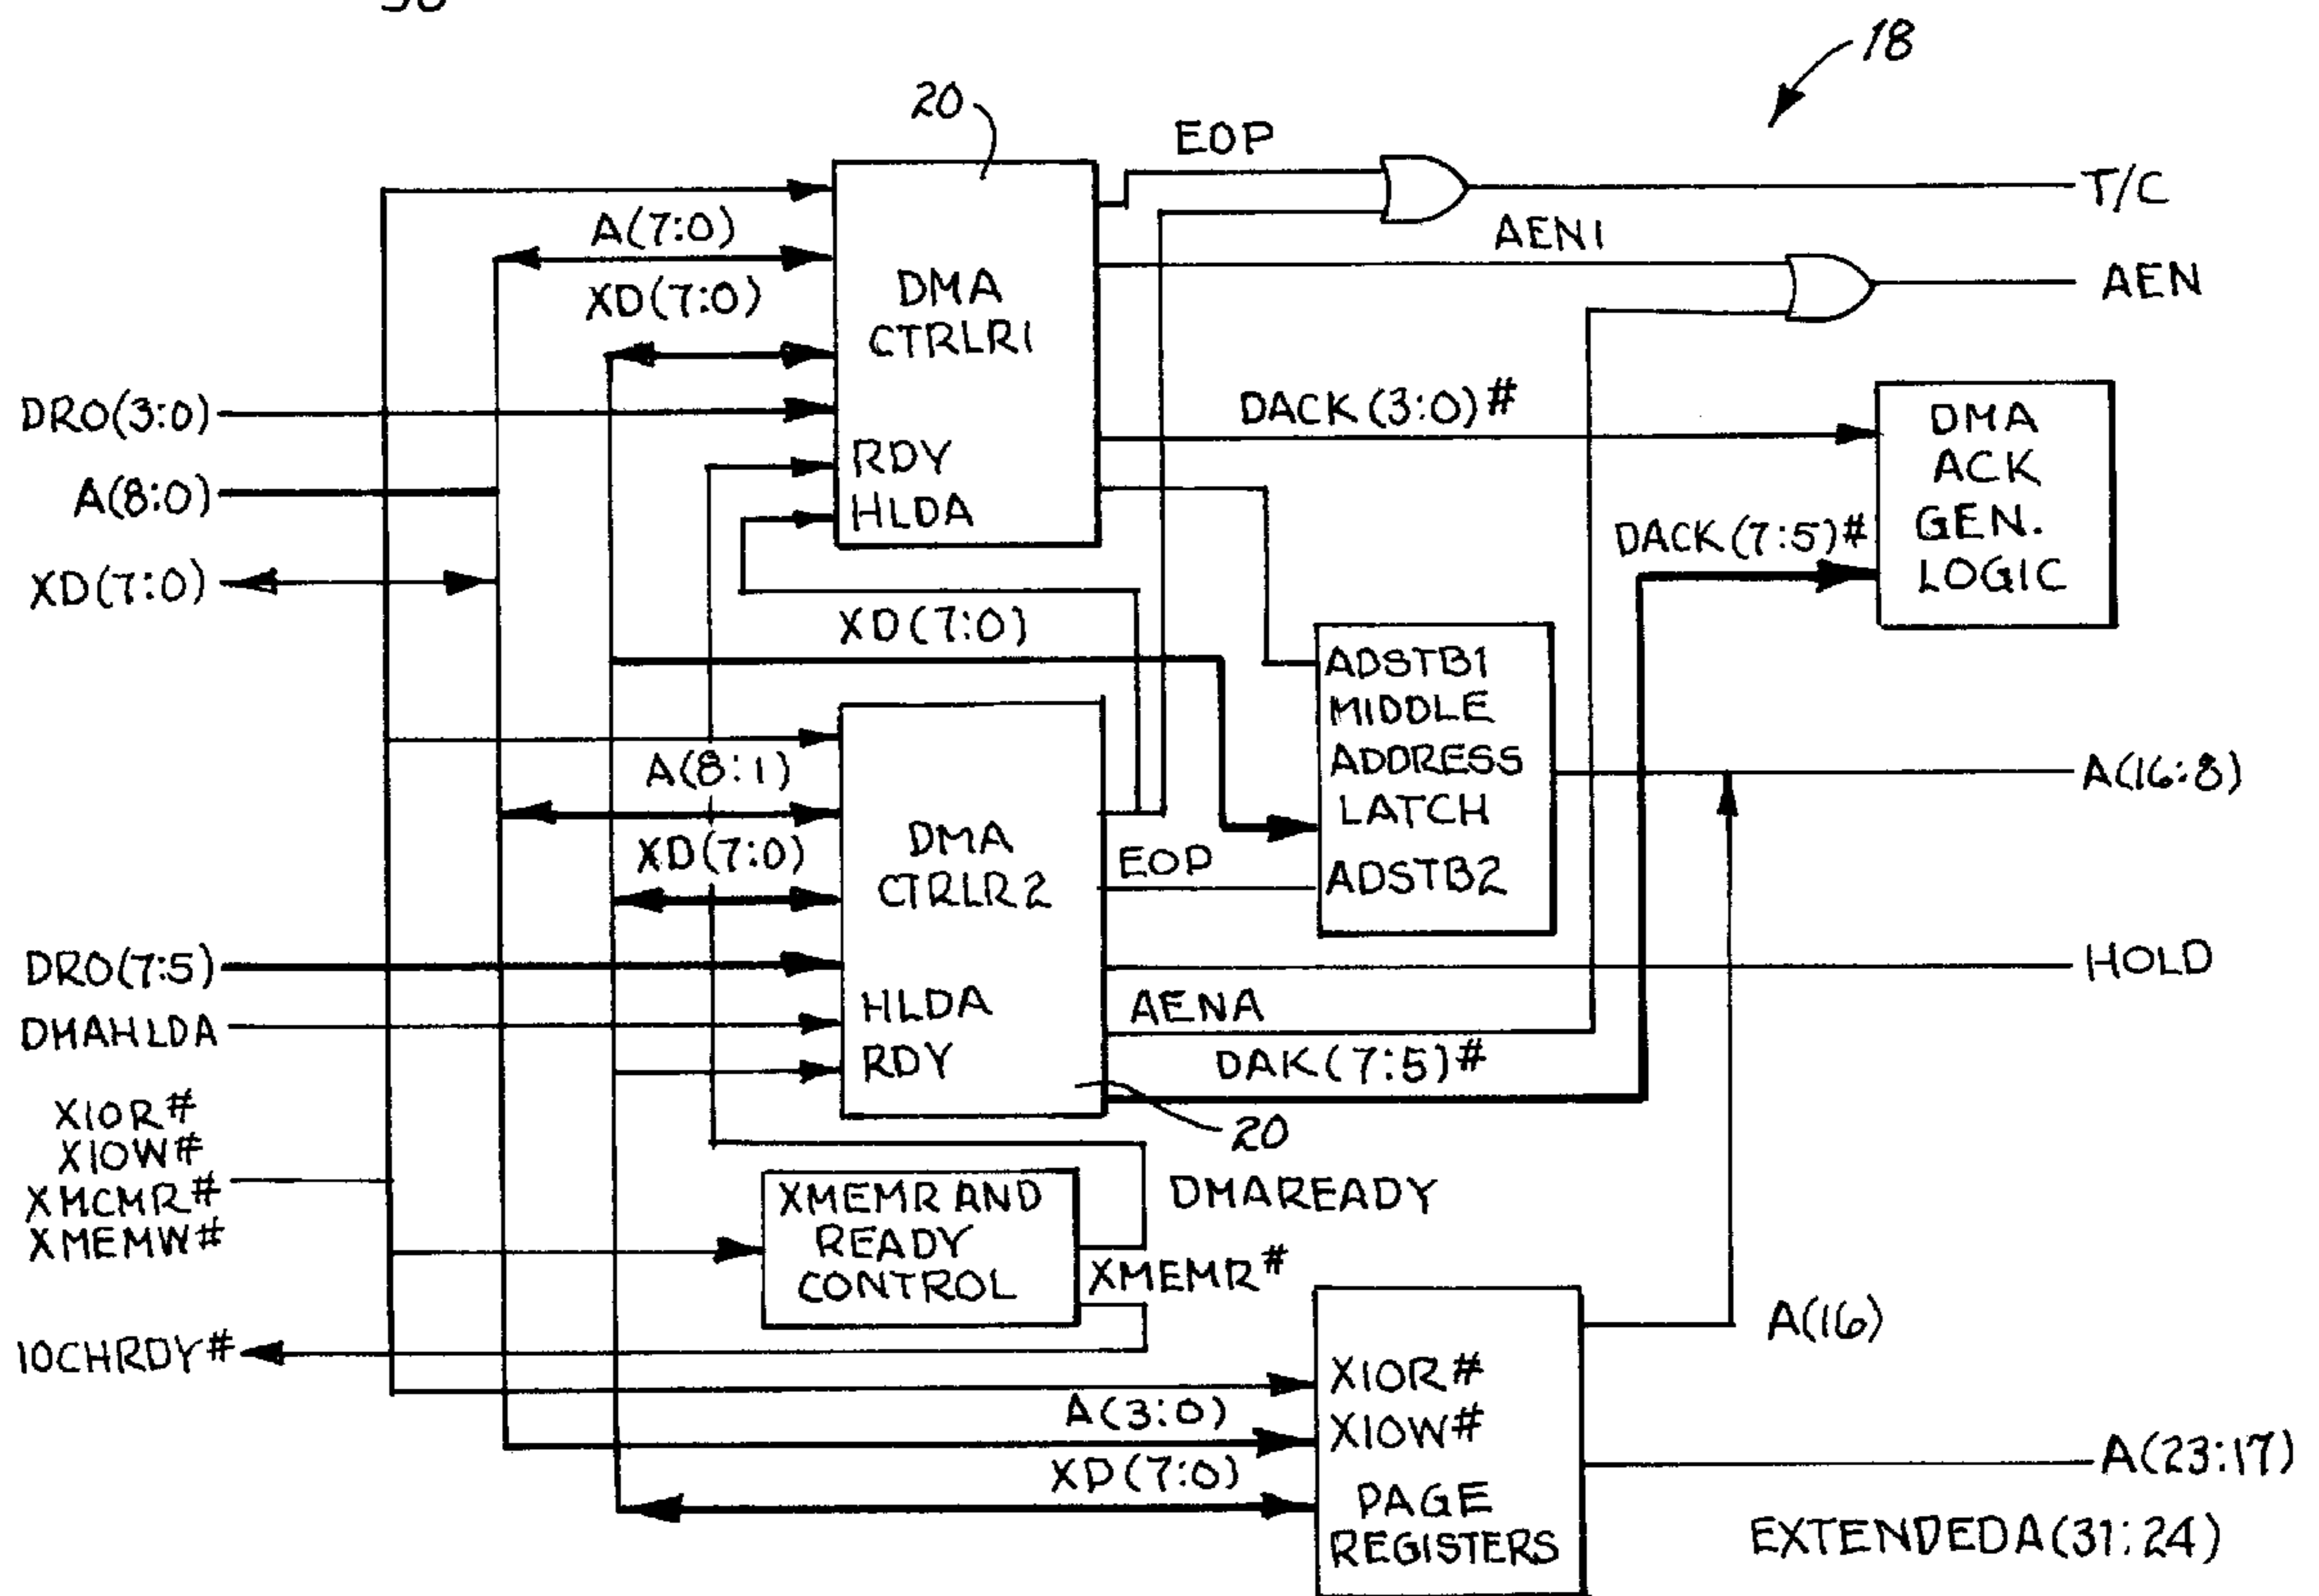 18
20
EOP
T/C
A(7:0)
AEN1
XD(7:0)
DMA
CTRLR1
AEN
DRO(3:0)
DACK(3:0)#
DMA
ACK
GEN.
LOGIC
RDY
HLDA
A(8:0)
DACK(7:5)#
XD(7:0)
XD(7:0)
ADSTB1
MIDDLE
ADDRESS
LATCH
ADSTB2
A(8:1)
A(16:8)
XD(7:0)
DMA
CTRLR2
EOP
DRO(7:5)
HOLD
HLDA
RDY
AENA
DMAHLDA
DAK(7:5)#
XIOR#
XIOW#
XMCMR#
XMEMW#
20
DMAREADY
XMEMR AND
READY
CONTROL
XMEMR#
IOCHRDY#
A(16)
XIOR#
XIOW#
PAGE
REGISTERS
A(3:0)
XD(7:0)
A(23:17)
EXTENDEDA(31:24)